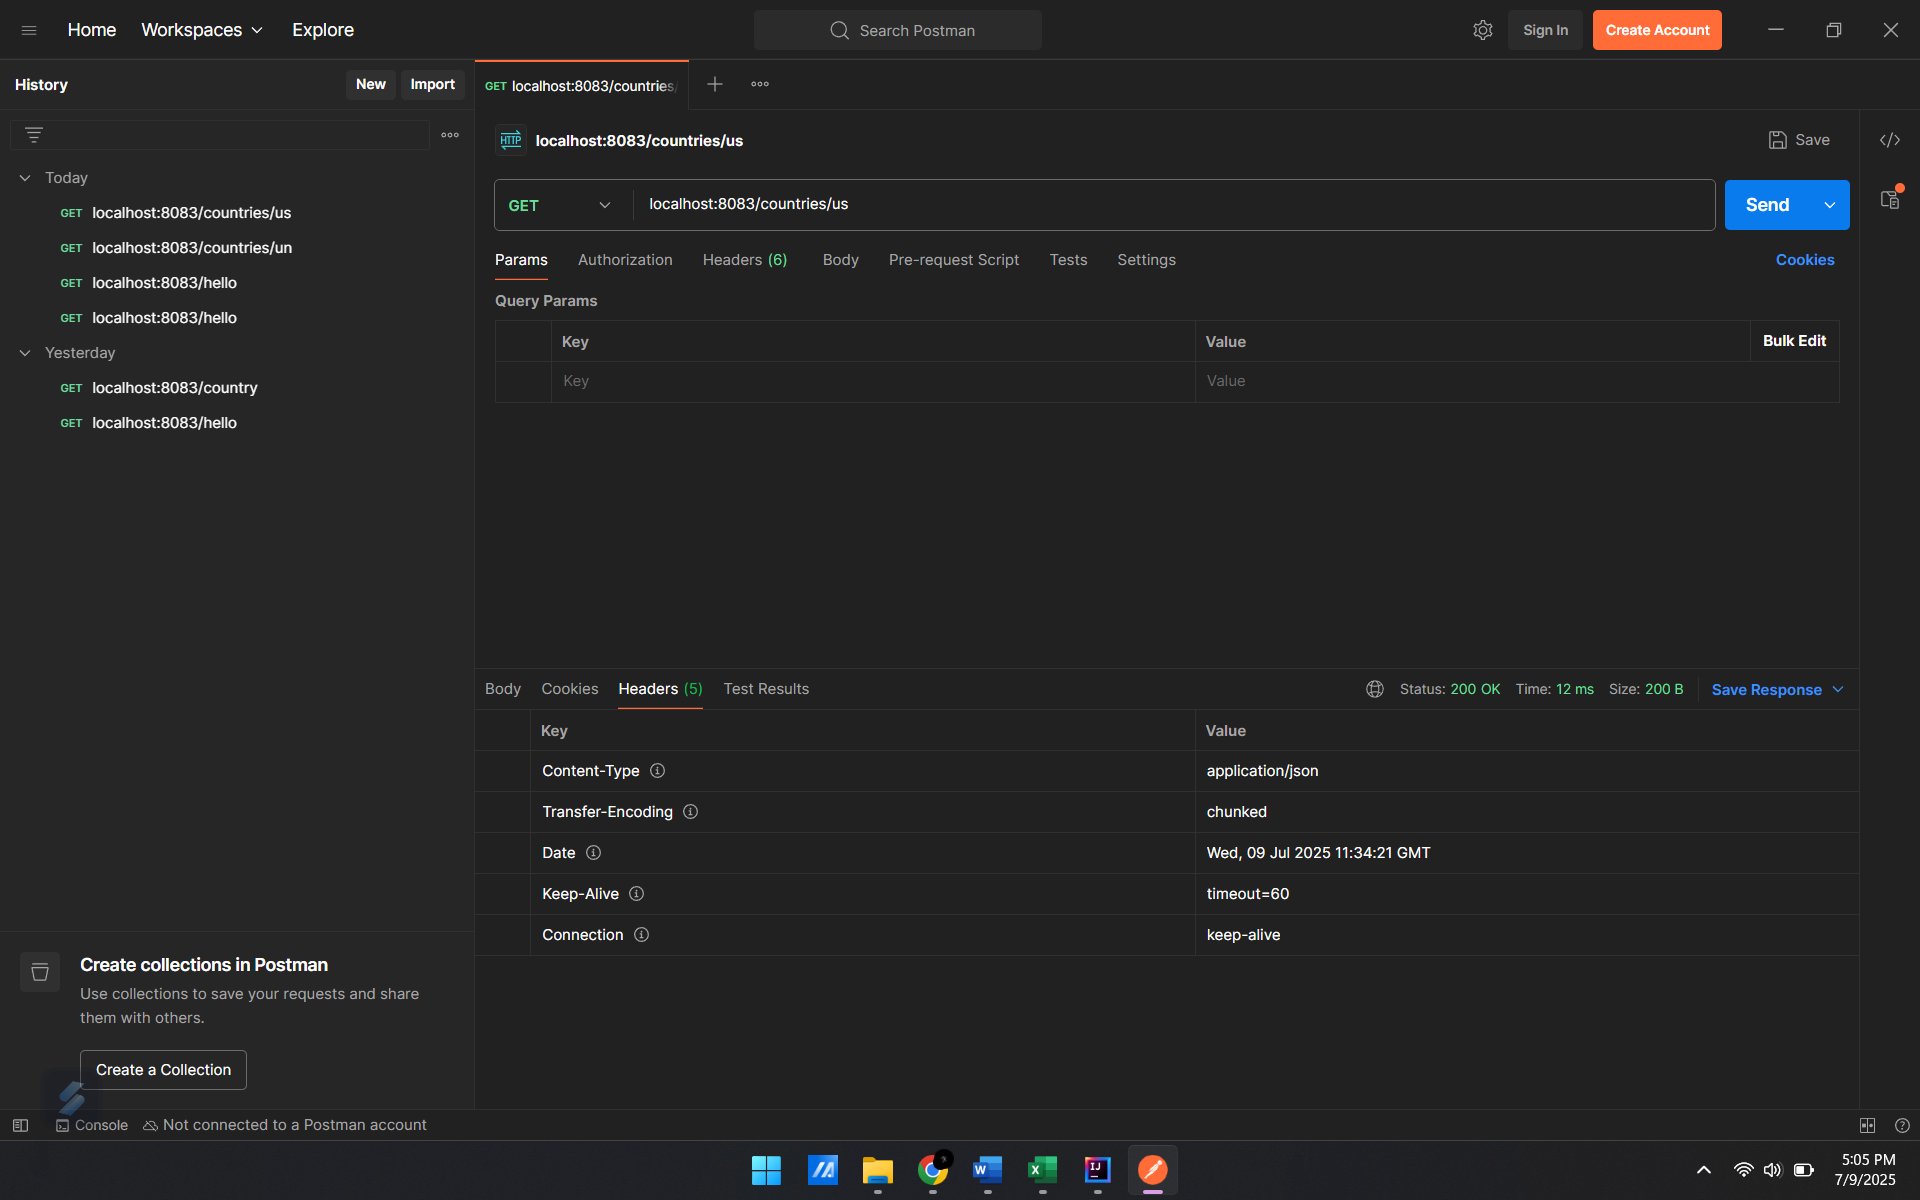 Home Workspaces Explore Search Postman Sign In Create Account
History New Import
GET localhost:8083/countries/
HTTP localhost:8083/countries/us Save
Today
GET localhost:8083/countries/us
GET localhost:8083/countries/un
GET localhost:8083/hello
GET localhost:8083/hello
Yesterday
GET localhost:8083/country
GET localhost:8083/hello
GET localhost:8083/countries/us Send
Params Authorization Headers (6) Body Pre-request Script Tests Settings Cookies
Query Params
Key Value Bulk Edit
Key Value
Body Cookies Headers (5) Test Results Status: 200 OK Time: 12 ms Size: 200 B Save Response
Key Value
Content-Type application/json
Transfer-Encoding chunked
Date Wed, 09 Jul 2025 11:34:21 GMT
Keep-Alive timeout=60
Connection keep-alive
Create collections in Postman
Use collections to save your requests and share
them with others.
Create a Collection
Console Not connected to a Postman account
5:05 PM
7/9/2025